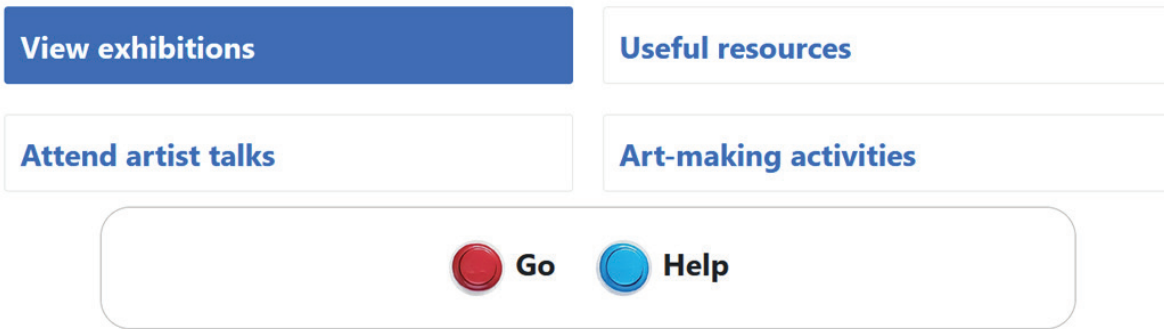 View exhibitions
Useful resources
Attend artist talks
Art-making activities
Go
Help